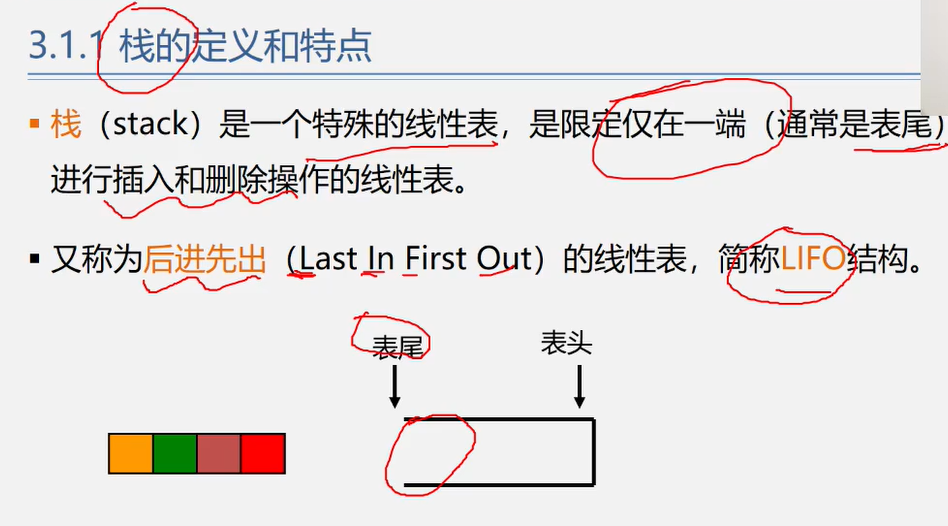 3.1.1 栈的定义和特点
栈（stack）是一个特殊的线性表，是限定仅在一端（通常是表尾）
进行插入和删除操作的线性表。
又称为后进先出（Last In First Out）的线性表，简称LIFO结构。
表尾 表头